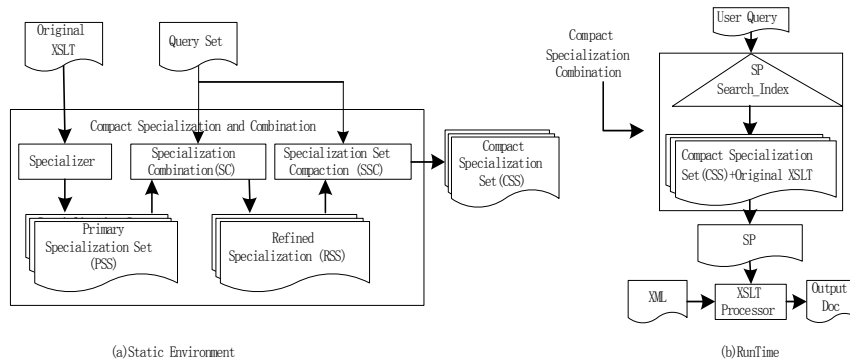 Original
XSLT
Query Set
Compact Specialization and Combination
Specializer
Specialization
Combination(SC)
Specialization Set
Compaction (SSC)
Primary
Specialization Set
(PSS)
Refined
Specialization (RSS)
Compact
Specialization
Set(CSS)
(a)Static Environment
Compact
Specialization
Combination
User Query
SP
Search_Index
Compact Specialization
Set(CSS)+Original XSLT
SP
XML
XSLT
Processor
Output
Doc
(b)RunTime